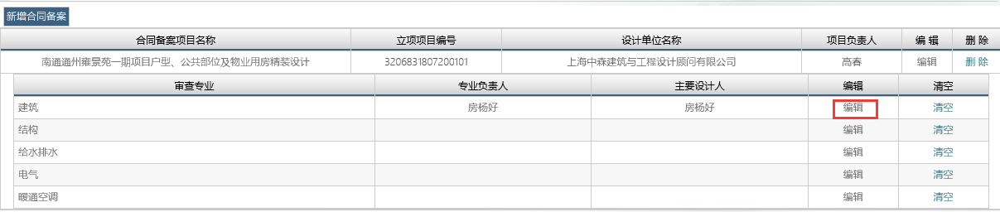 新增合同备案
合同备案项目名称 立项项目编号 设计单位名称 项目负责人 编 辑 删 除
南通通州雍景苑一期项目户型、公共部位及物业用房精装设计 3206831807200101 上海中森建筑与工程设计顾问有限公司 高春 编辑 删 除
审查专业 专业负责人 主要设计人 编辑 清空
建筑 房杨好 房杨好 编辑 清空
结构 编辑 清空
给水排水 编辑 清空
电气 编辑 清空
暖通空调 编辑 清空